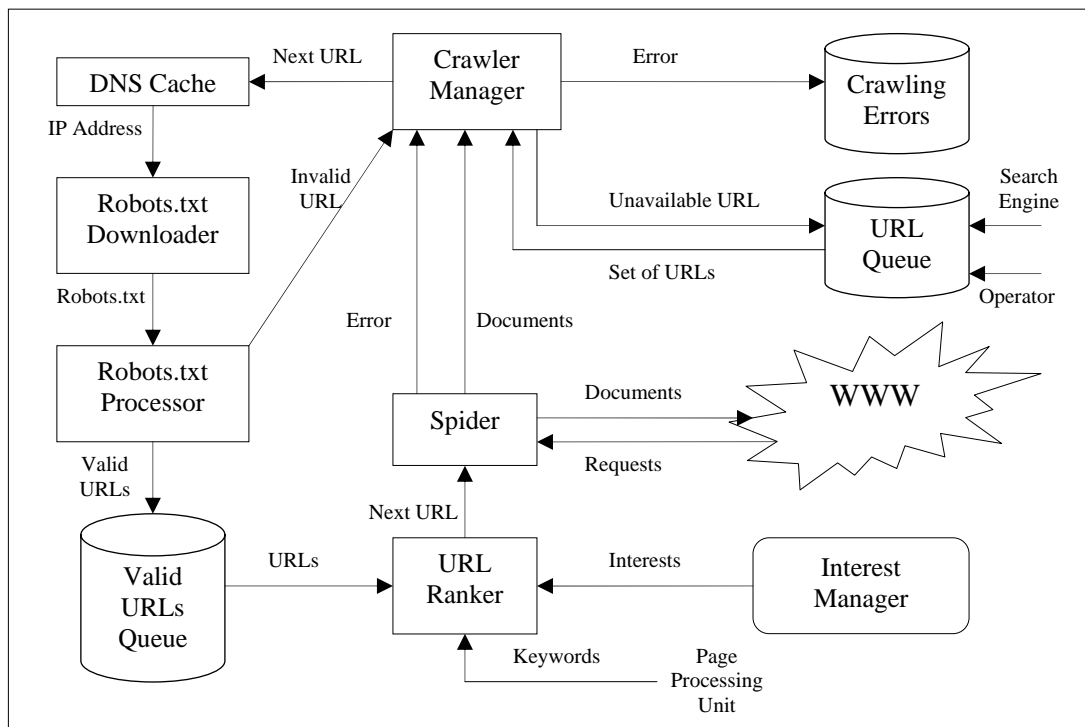 Next URL
Crawler
Manager
Error
Crawling
Errors
DNS Cache
IP Address
Invalid
URL
Robots.txt
Downloader
Unavailable URL
URL
Queue
Search
Engine
Set of URLs
Operator
Robots.txt
Error
Documents
Robots.txt
Processor
Spider
Documents
Requests
WWW
Valid
URLs
Next URL
Valid
URLs
Queue
URLs
URL
Ranker
Interests
Interest
Manager
Keywords
Page
Processing
Unit